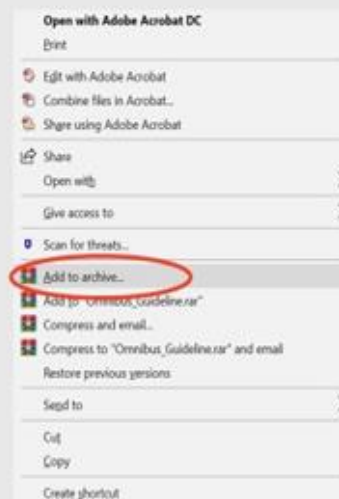 Open with Adobe Acrobat DC
Print
Edit with Adobe Acrobat
Combine files in Acrobat...
Share using Adobe Acrobat
Share
Open with
Give access to
Scan for threats...
Add to archive...
Add to "Omnibus_Guideline.rar"
Compress and email...
Compress to "Omnibus_Guideline.rar" and email
Restore previous versions
Send to
Cut
Copy
Create shortcut